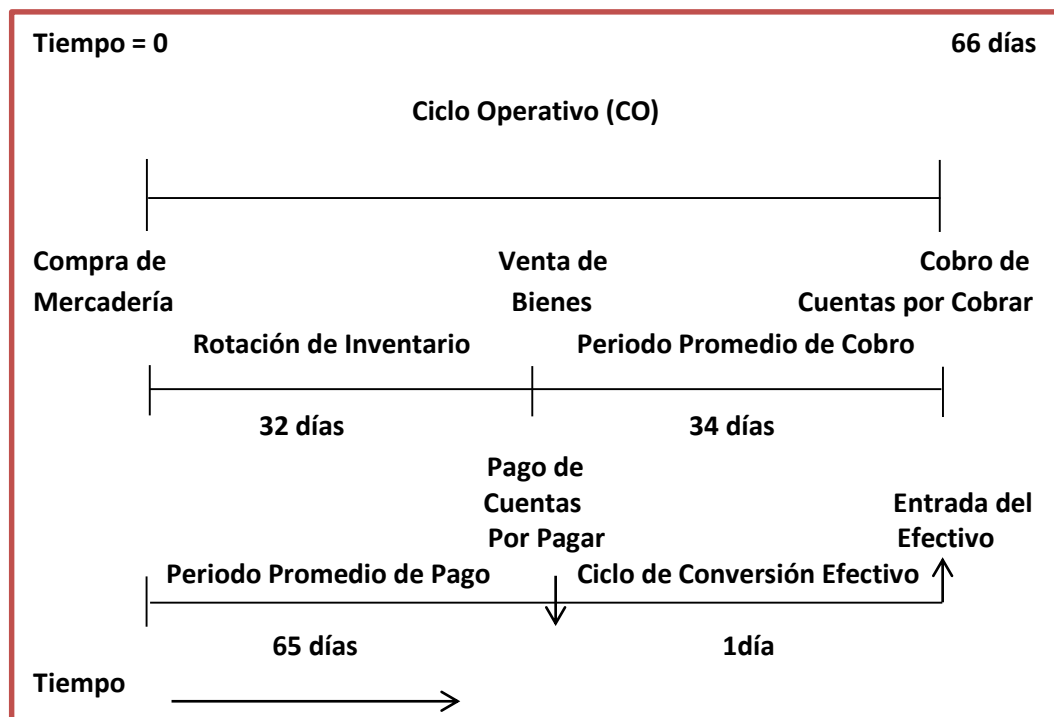 Tiempo = 0 66 días
Ciclo Operativo (CO)
Compra de Venta de Cobro de
Mercadería Bienes Cuentas por Cobrar
Rotación de Inventario Periodo Promedio de Cobro
32 días 34 días
Pago de
Cuentas Entrada del
Por Pagar Efectivo
Periodo Promedio de Pago Ciclo de Conversión Efectivo
65 días 1día
Tiempo